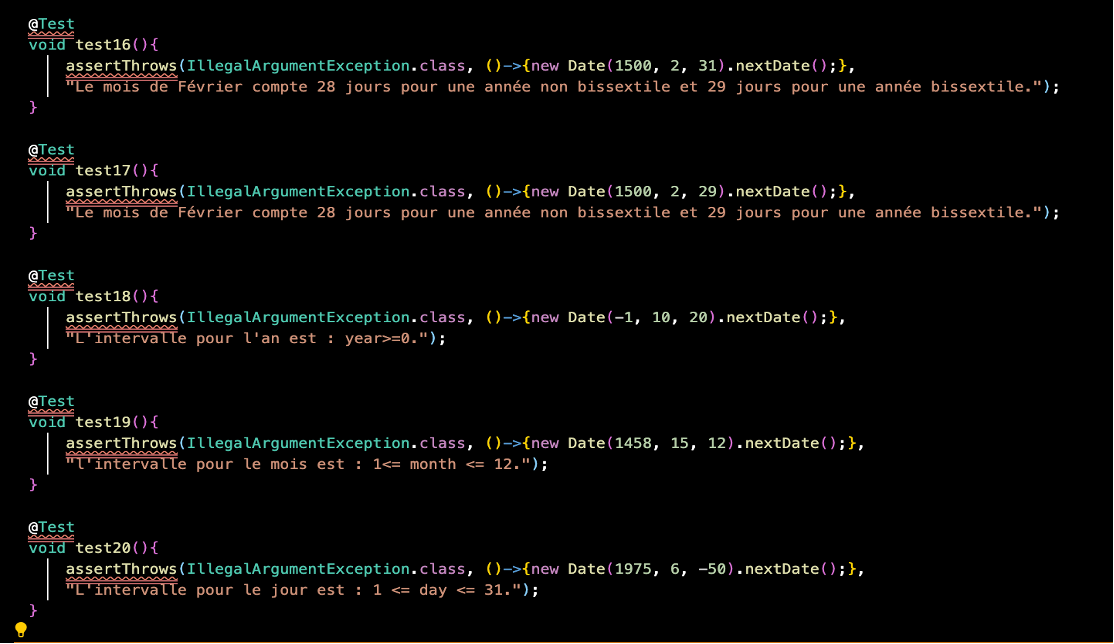 @Test
void test16(){
assertThrows(IllegalArgumentException.class, ()->{new Date(1500, 2, 31).nextDate();},
"Le mois de Février compte 28 jours pour une année non bissextile et 29 jours pour une année bissextile.");
}
@Test
void test17(){
assertThrows(IllegalArgumentException.class, ()->{new Date(1500, 2, 29).nextDate();},
"Le mois de Février compte 28 jours pour une année non bissextile et 29 jours pour une année bissextile.");
}
@Test
void test18(){
assertThrows(IllegalArgumentException.class, ()->{new Date(-1, 10, 20).nextDate();},
"L'intervalle pour l'an est : year>=0.");
}
@Test
void test19(){
assertThrows(IllegalArgumentException.class, ()->{new Date(1458, 15, 12).nextDate();},
"l'intervalle pour le mois est : 1<= month <= 12.");
}
@Test
void test20(){
assertThrows(IllegalArgumentException.class, ()->{new Date(1975, 6, -50).nextDate();},
"L'intervalle pour le jour est : 1 <= day <= 31.");
}